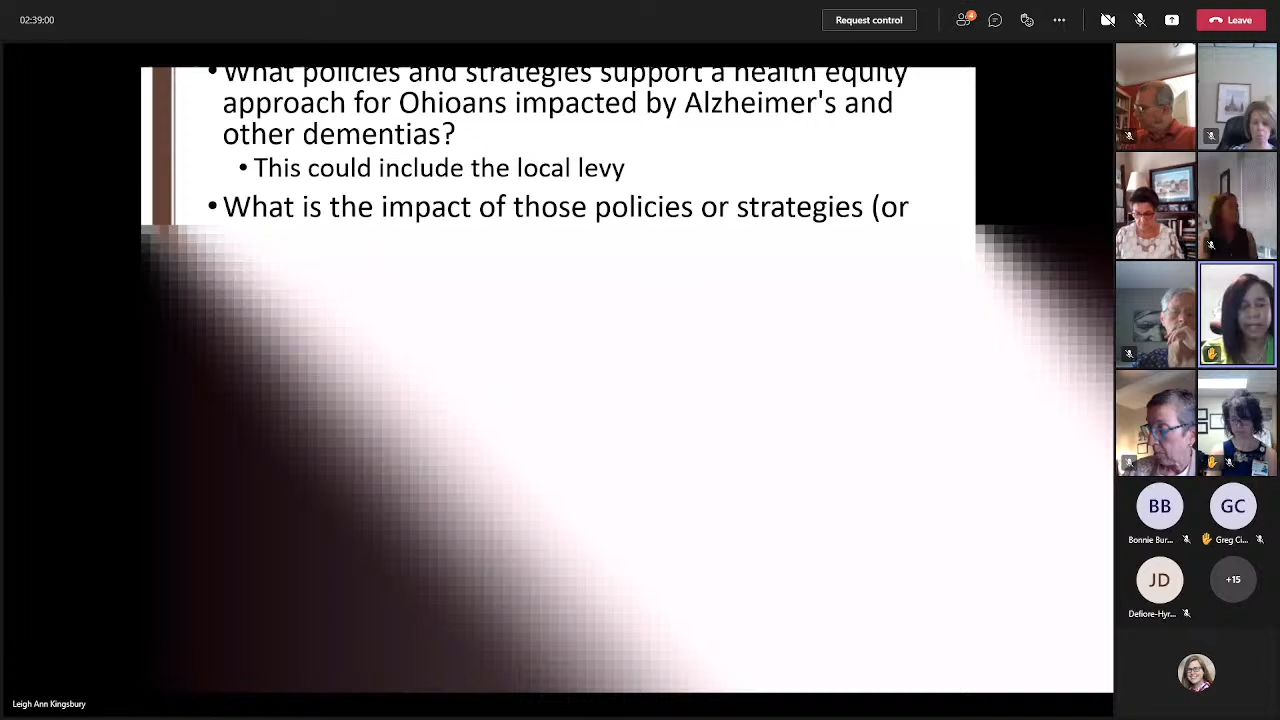 02:39:00
Request control
4
Leave
• What policies and strategies support a health equity
approach for Ohioans impacted by Alzheimer's and
other dementias?
• This could include the local levy
• What is the impact of those policies or strategies (or
BB
GC
Bonnie Bur...
Greg Ci...
JD
+15
Defiore-Hyr...
Leigh Ann Kingsbury